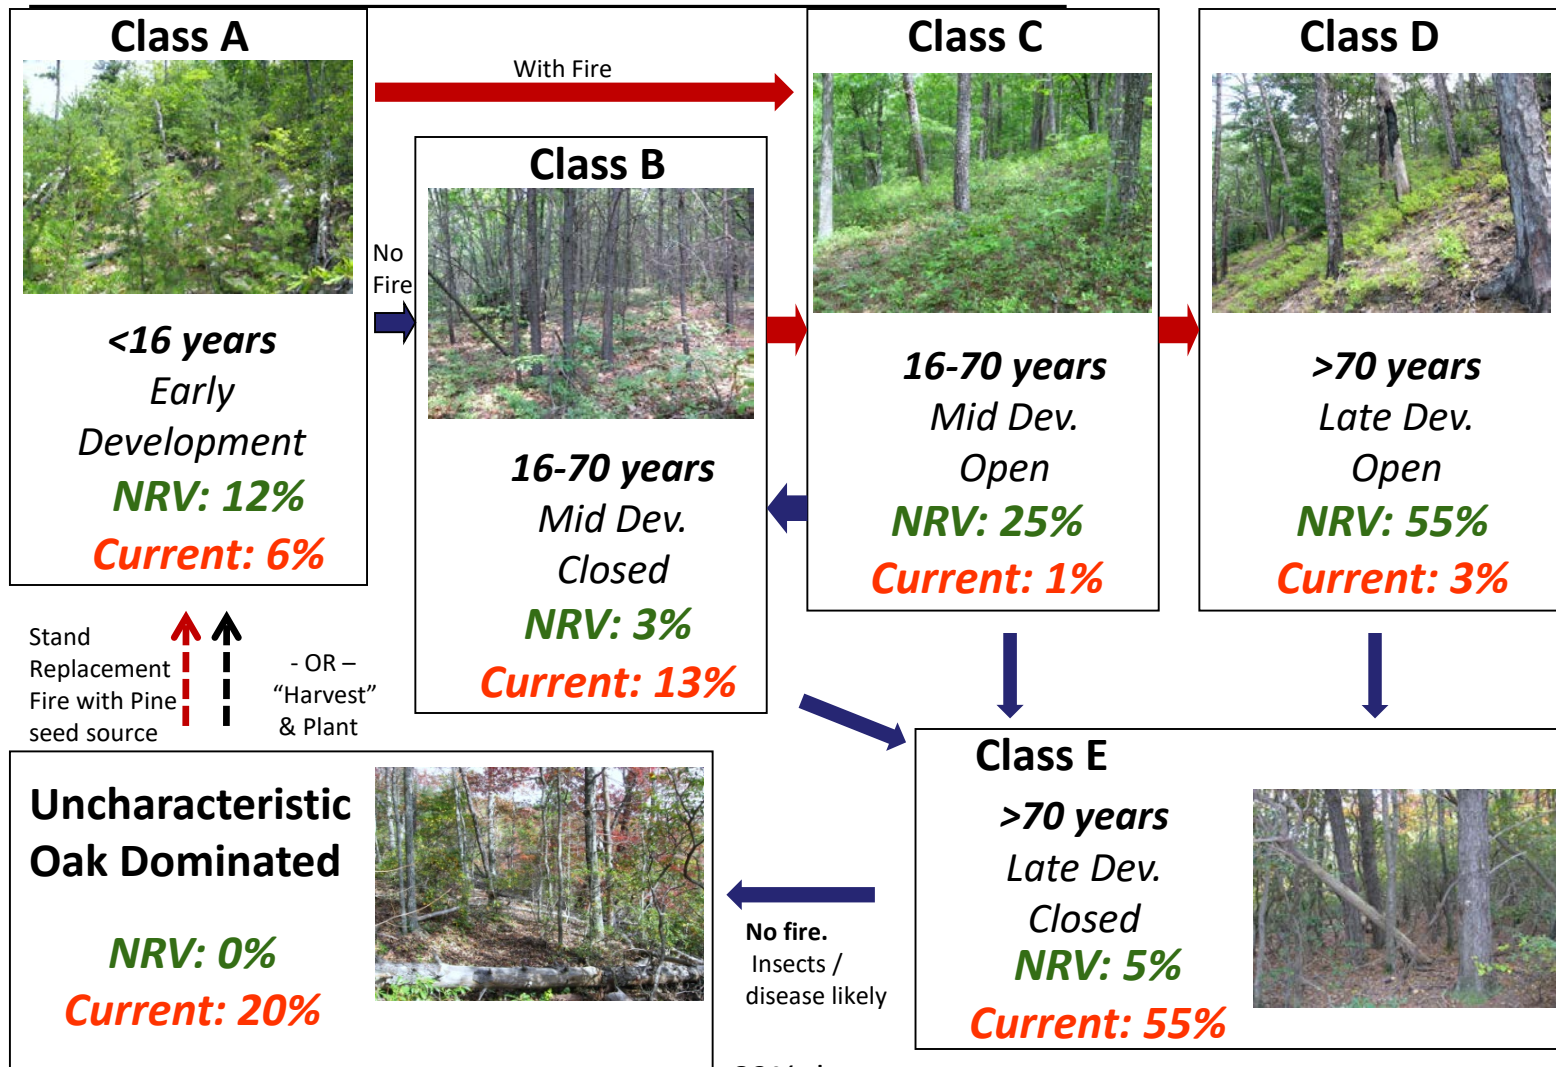 Class A
<16 years
Early
Development
NRV: 12%
Current: 6%
With Fire
No
Fire
Class B
16-70 years
Mid Dev.
Closed
NRV: 3%
Current: 13%
Class C
16-70 years
Mid Dev.
Open
NRV: 25%
Current: 1%
Class D
>70 years
Late Dev.
Open
NRV: 55%
Current: 3%
Stand
Replacement
Fire with Pine
seed source
- OR –
“Harvest”
& Plant
Uncharacteristic
Oak Dominated
NRV: 0%
Current: 20%
No fire.
Insects /
disease likely
Class E
>70 years
Late Dev.
Closed
NRV: 5%
Current: 55%